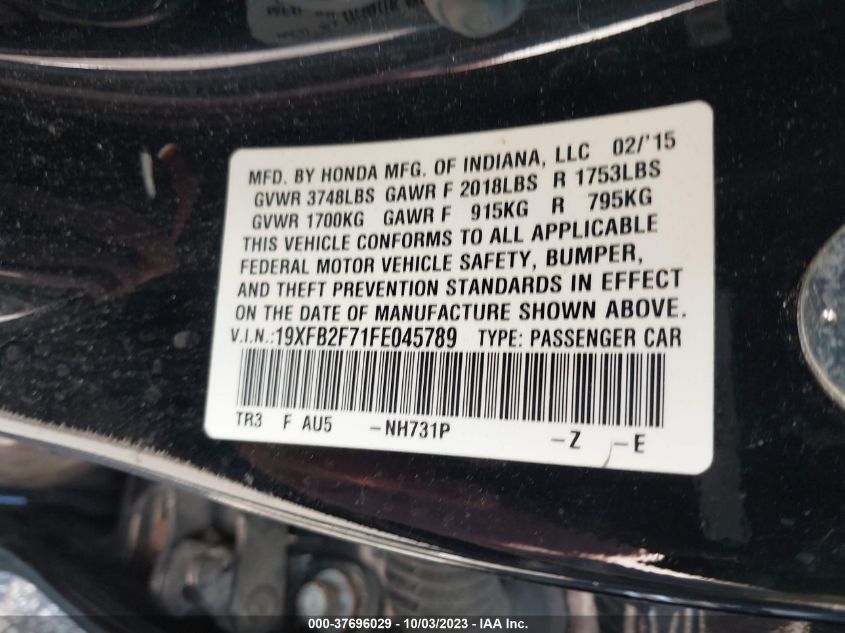 MFD. BY HONDA MFG. OF INDIANA, LLC 02/'15
GVWR 3748LBS GAWR F 2018LBS R 1753LBS
GVWR 1700KG GAWR F 915KG R 795KG
THIS VEHICLE CONFORMS TO ALL APPLICABLE
FEDERAL MOTOR VEHICLE SAFETY, BUMPER,
AND THEFT PREVENTION STANDARDS IN EFFECT
ON THE DATE OF MANUFACTURE SHOWN ABOVE.
V.I.N.:19XFB2F71FE045789 TYPE: PASSENGER CAR
TR3 F AU5 -NH731P -Z -E
000-37696029 - 10/03/2023 - IAA Inc.